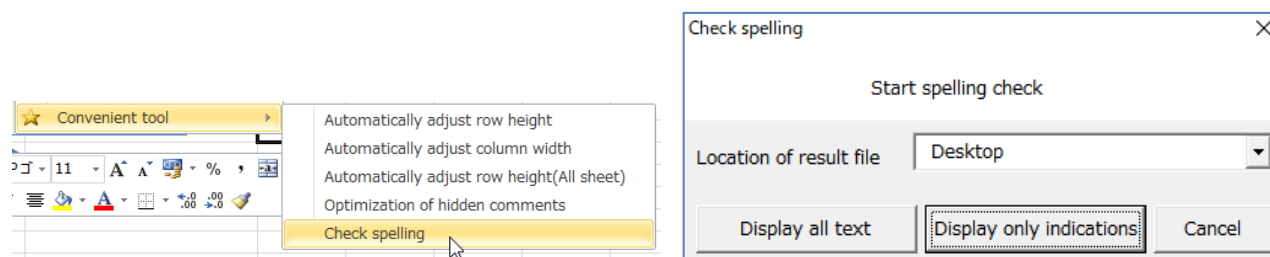 Convenient tool
Automatically adjust row height
Automatically adjust column width
Automatically adjust row height(All sheet)
Optimization of hidden comments
Check spelling
11 A A % ,
A .00 .00
Check spelling
Start spelling check
Location of result file Desktop
Display all text Display only indications Cancel